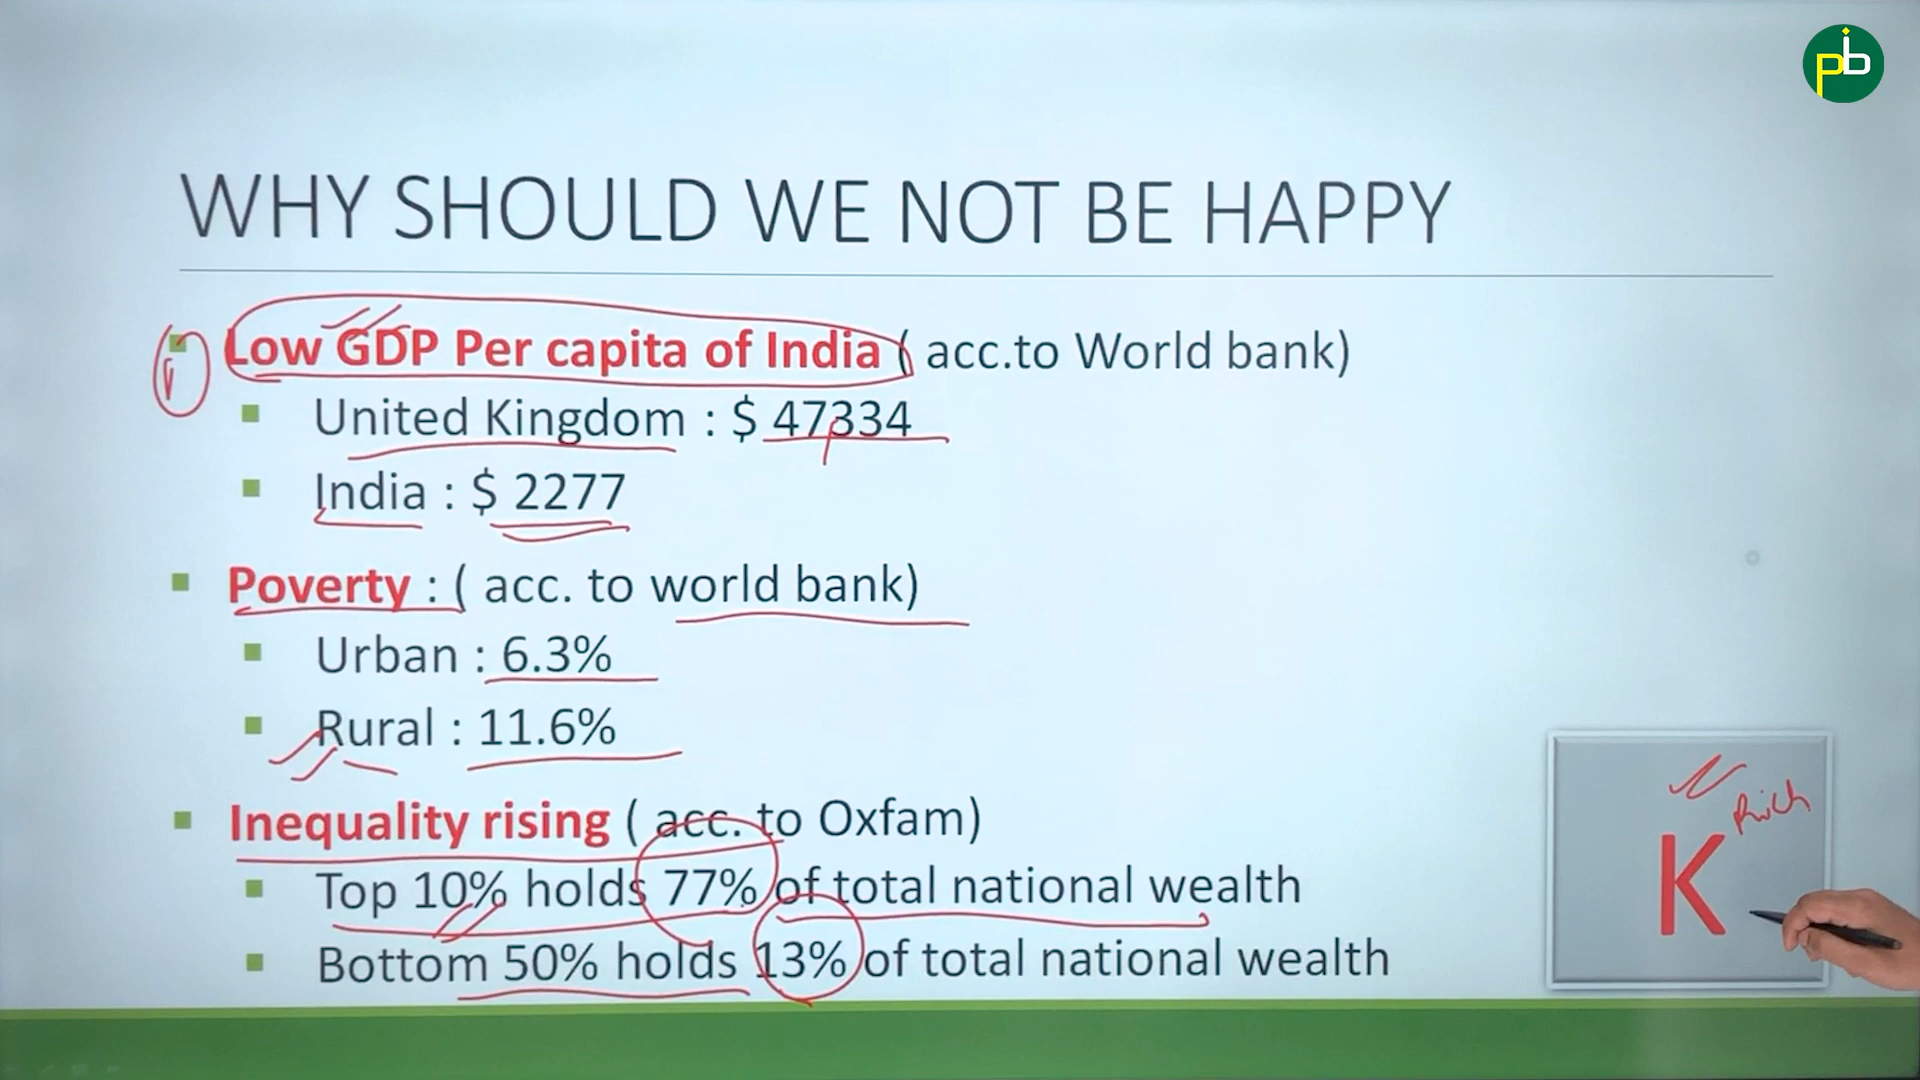 pib
WHY SHOULD WE NOT BE HAPPY
Low GDP Per capita of India ( acc.to World bank)
United Kingdom : $ 47334
India : $ 2277
Poverty : ( acc. to world bank)
Urban : 6.3%
Rural : 11.6%
Inequality rising ( acc. to Oxfam)
Top 10% holds 77% of total national wealth
Bottom 50% holds 13% of total national wealth
Rich
K